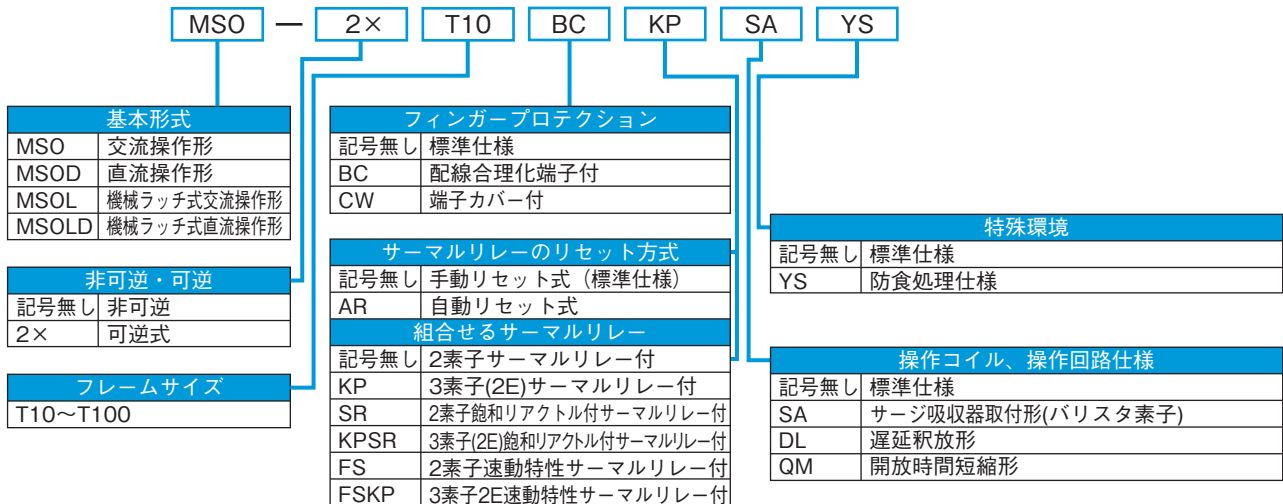 MSO — 2× T10 BC KP SA YS
基本形式
MSO 交流操作形
MSOD 直流操作形
MSOL 機械ラッチ式交流操作形
MSOLD 機械ラッチ式直流操作形
非可逆・可逆
記号無し 非可逆
2× 可逆式
フレームサイズ
T10～T100
フィンガープロテクション
記号無し 標準仕様
BC 配線合理化端子付
CW 端子カバー付
サーマルリレーのリセット方式
記号無し 手動リセット式（標準仕様）
AR 自動リセット式
組合せるサーマルリレー
記号無し 2素子サーマルリレー付
KP 3素子(2E)サーマルリレー付
SR 2素子飽和リアクトル付サーマルリレー付
KPSR 3素子(2E)飽和リアクトル付サーマルリレー付
FS 2素子速動特性サーマルリレー付
FSKP 3素子2E速動特性サーマルリレー付
特殊環境
記号無し 標準仕様
YS 防食処理仕様
操作コイル、操作回路仕様
記号無し 標準仕様
SA サージ吸収器取付形(バリスタ素子)
DL 遅延釈放形
QM 開放時間短縮形